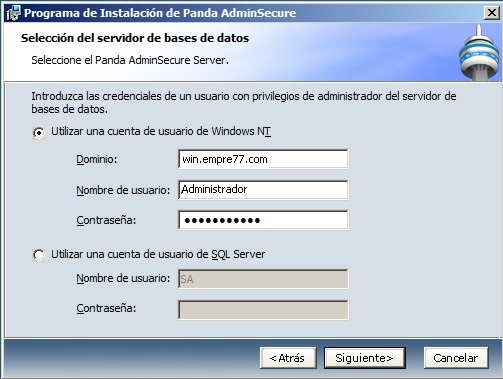 Programa de Instalación de Panda AdminSecure
Selección del servidor de bases de datos
Seleccione el Panda AdminSecure Server.
Introduzca las credenciales de un usuario con privilegios de administrador del servidor de
bases de datos.
Utilizar una cuenta de usuario de Windows NT
Dominio: win.empre77.com
Nombre de usuario: Administrador
Contraseña: ●●●●●●●●●●●
Utilizar una cuenta de usuario de SQL Server
Nombre de usuario: SA
Contraseña:
<Atrás Siguiente> Cancelar